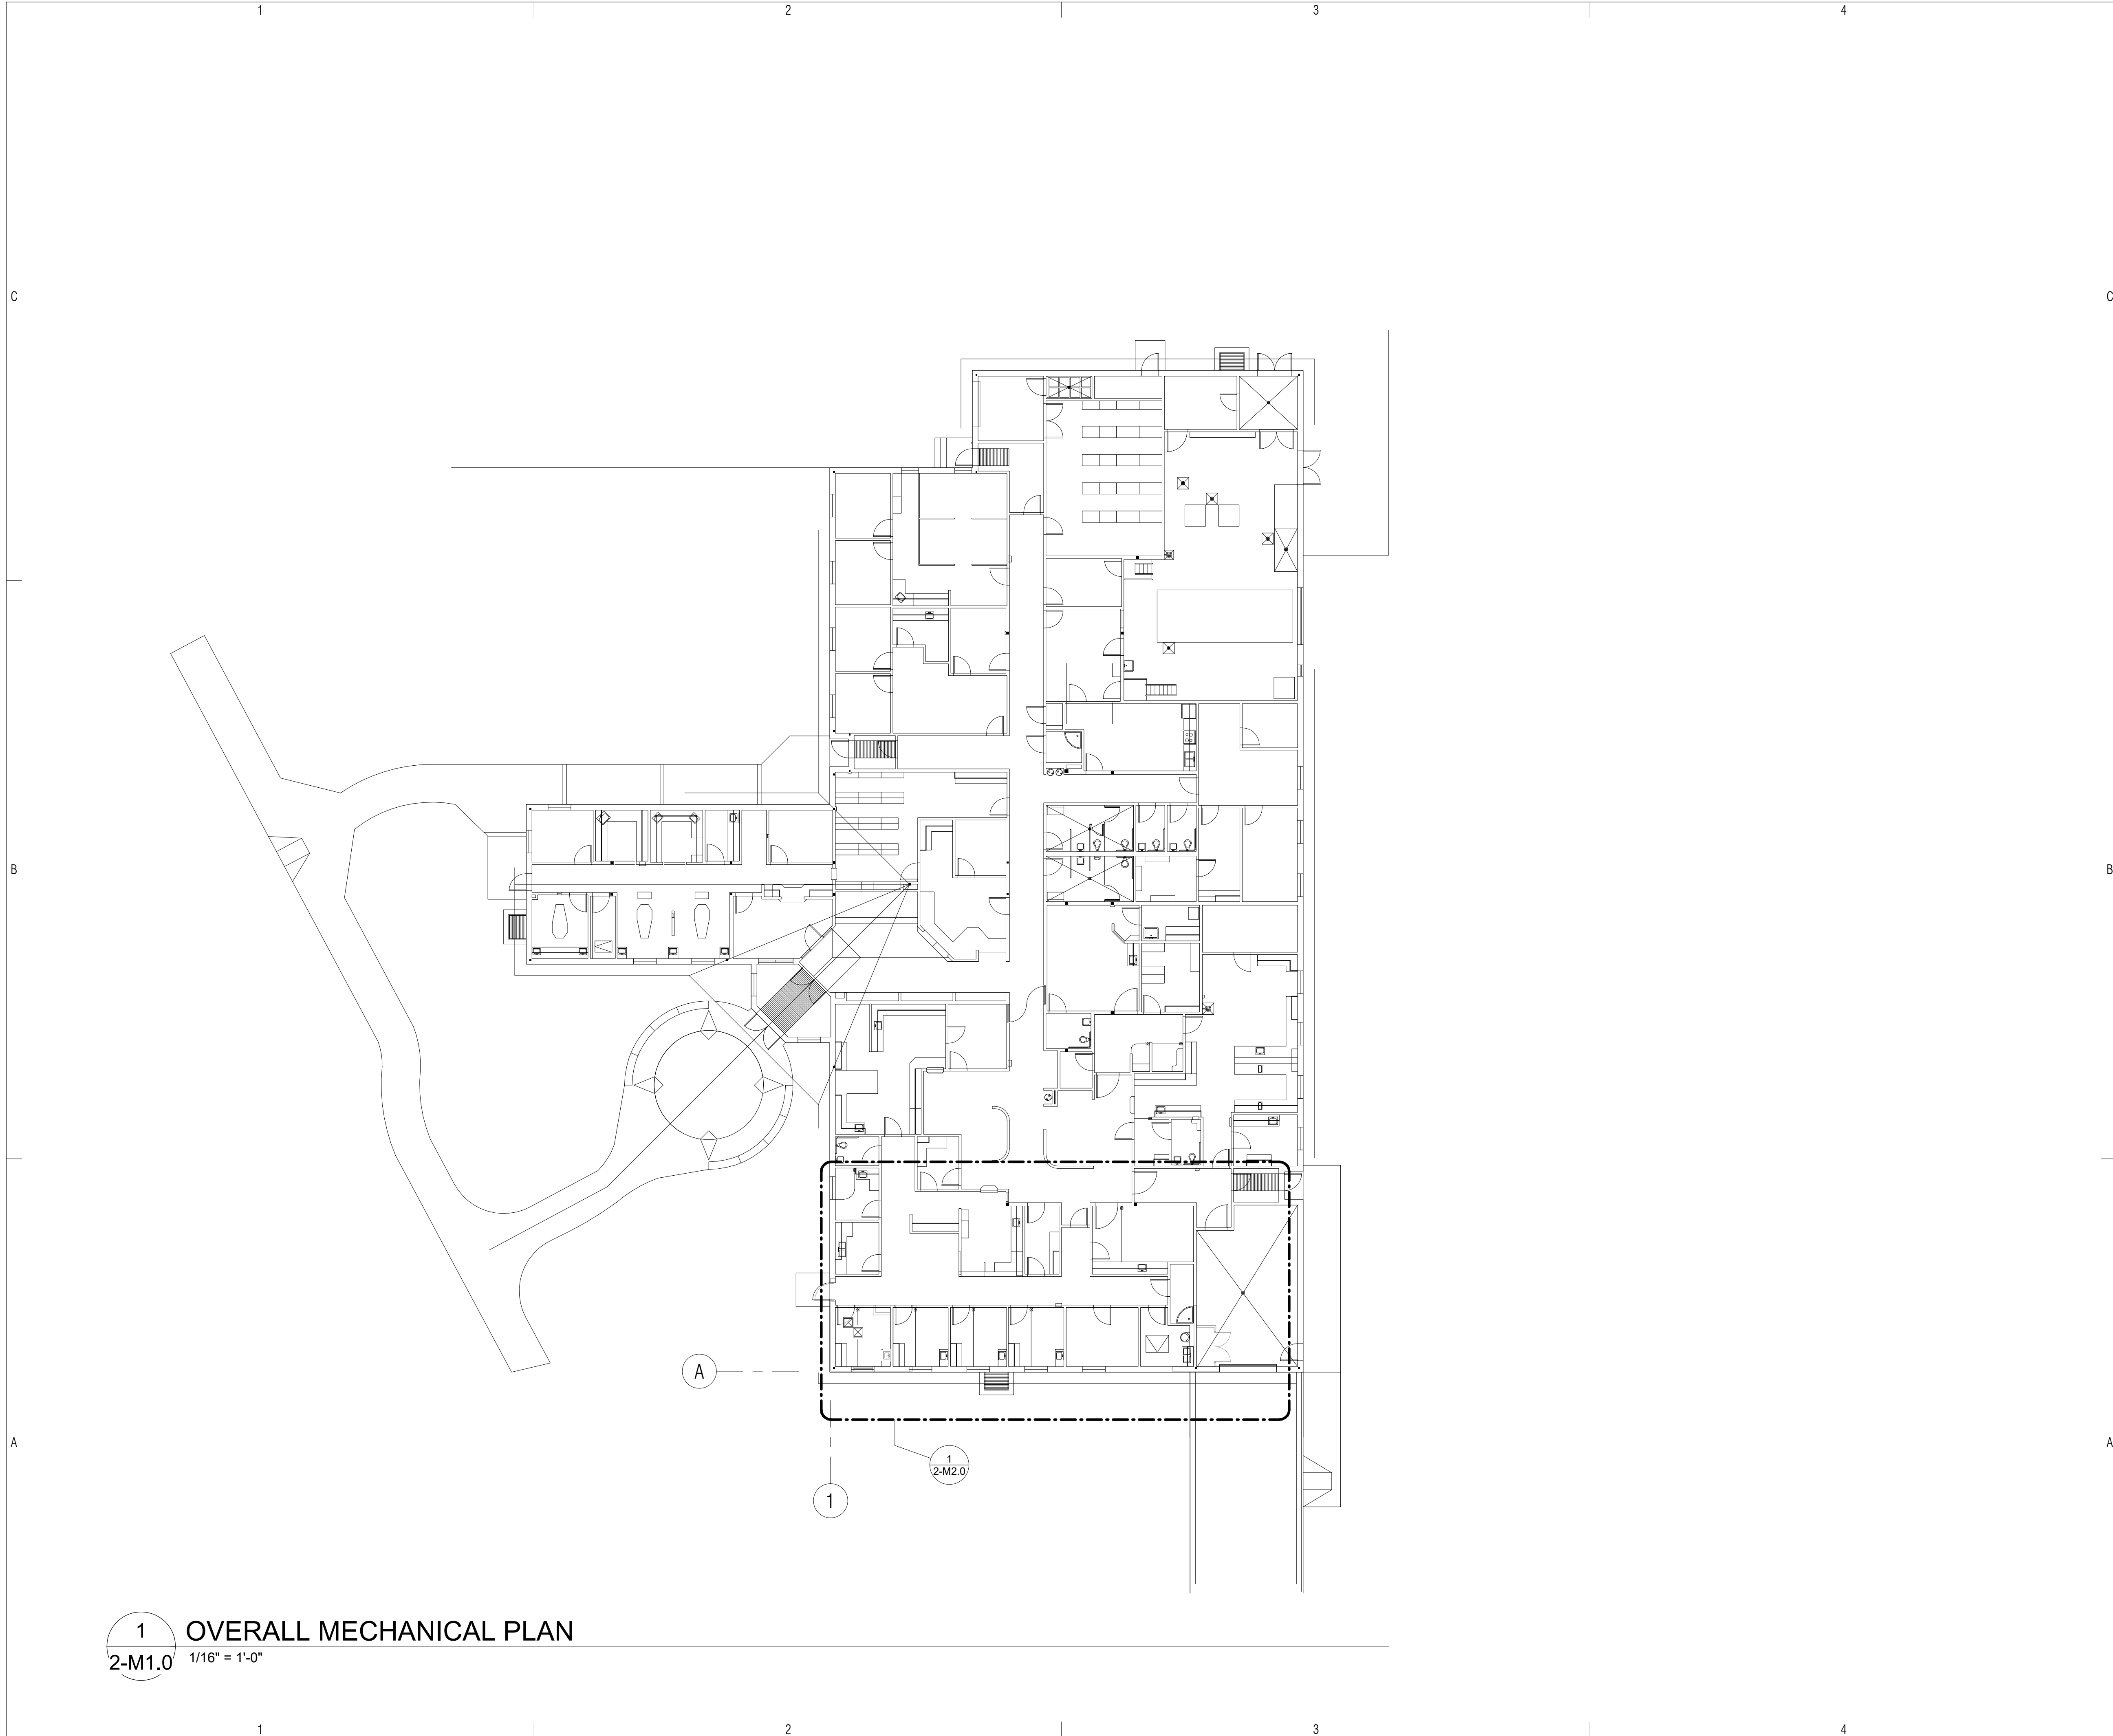 1 2 3 4
C C
B B
A
A A
1
2-M2.0
1
1 OVERALL MECHANICAL PLAN
2-M1.0 1/16" = 1'-0"
1 2 3 4